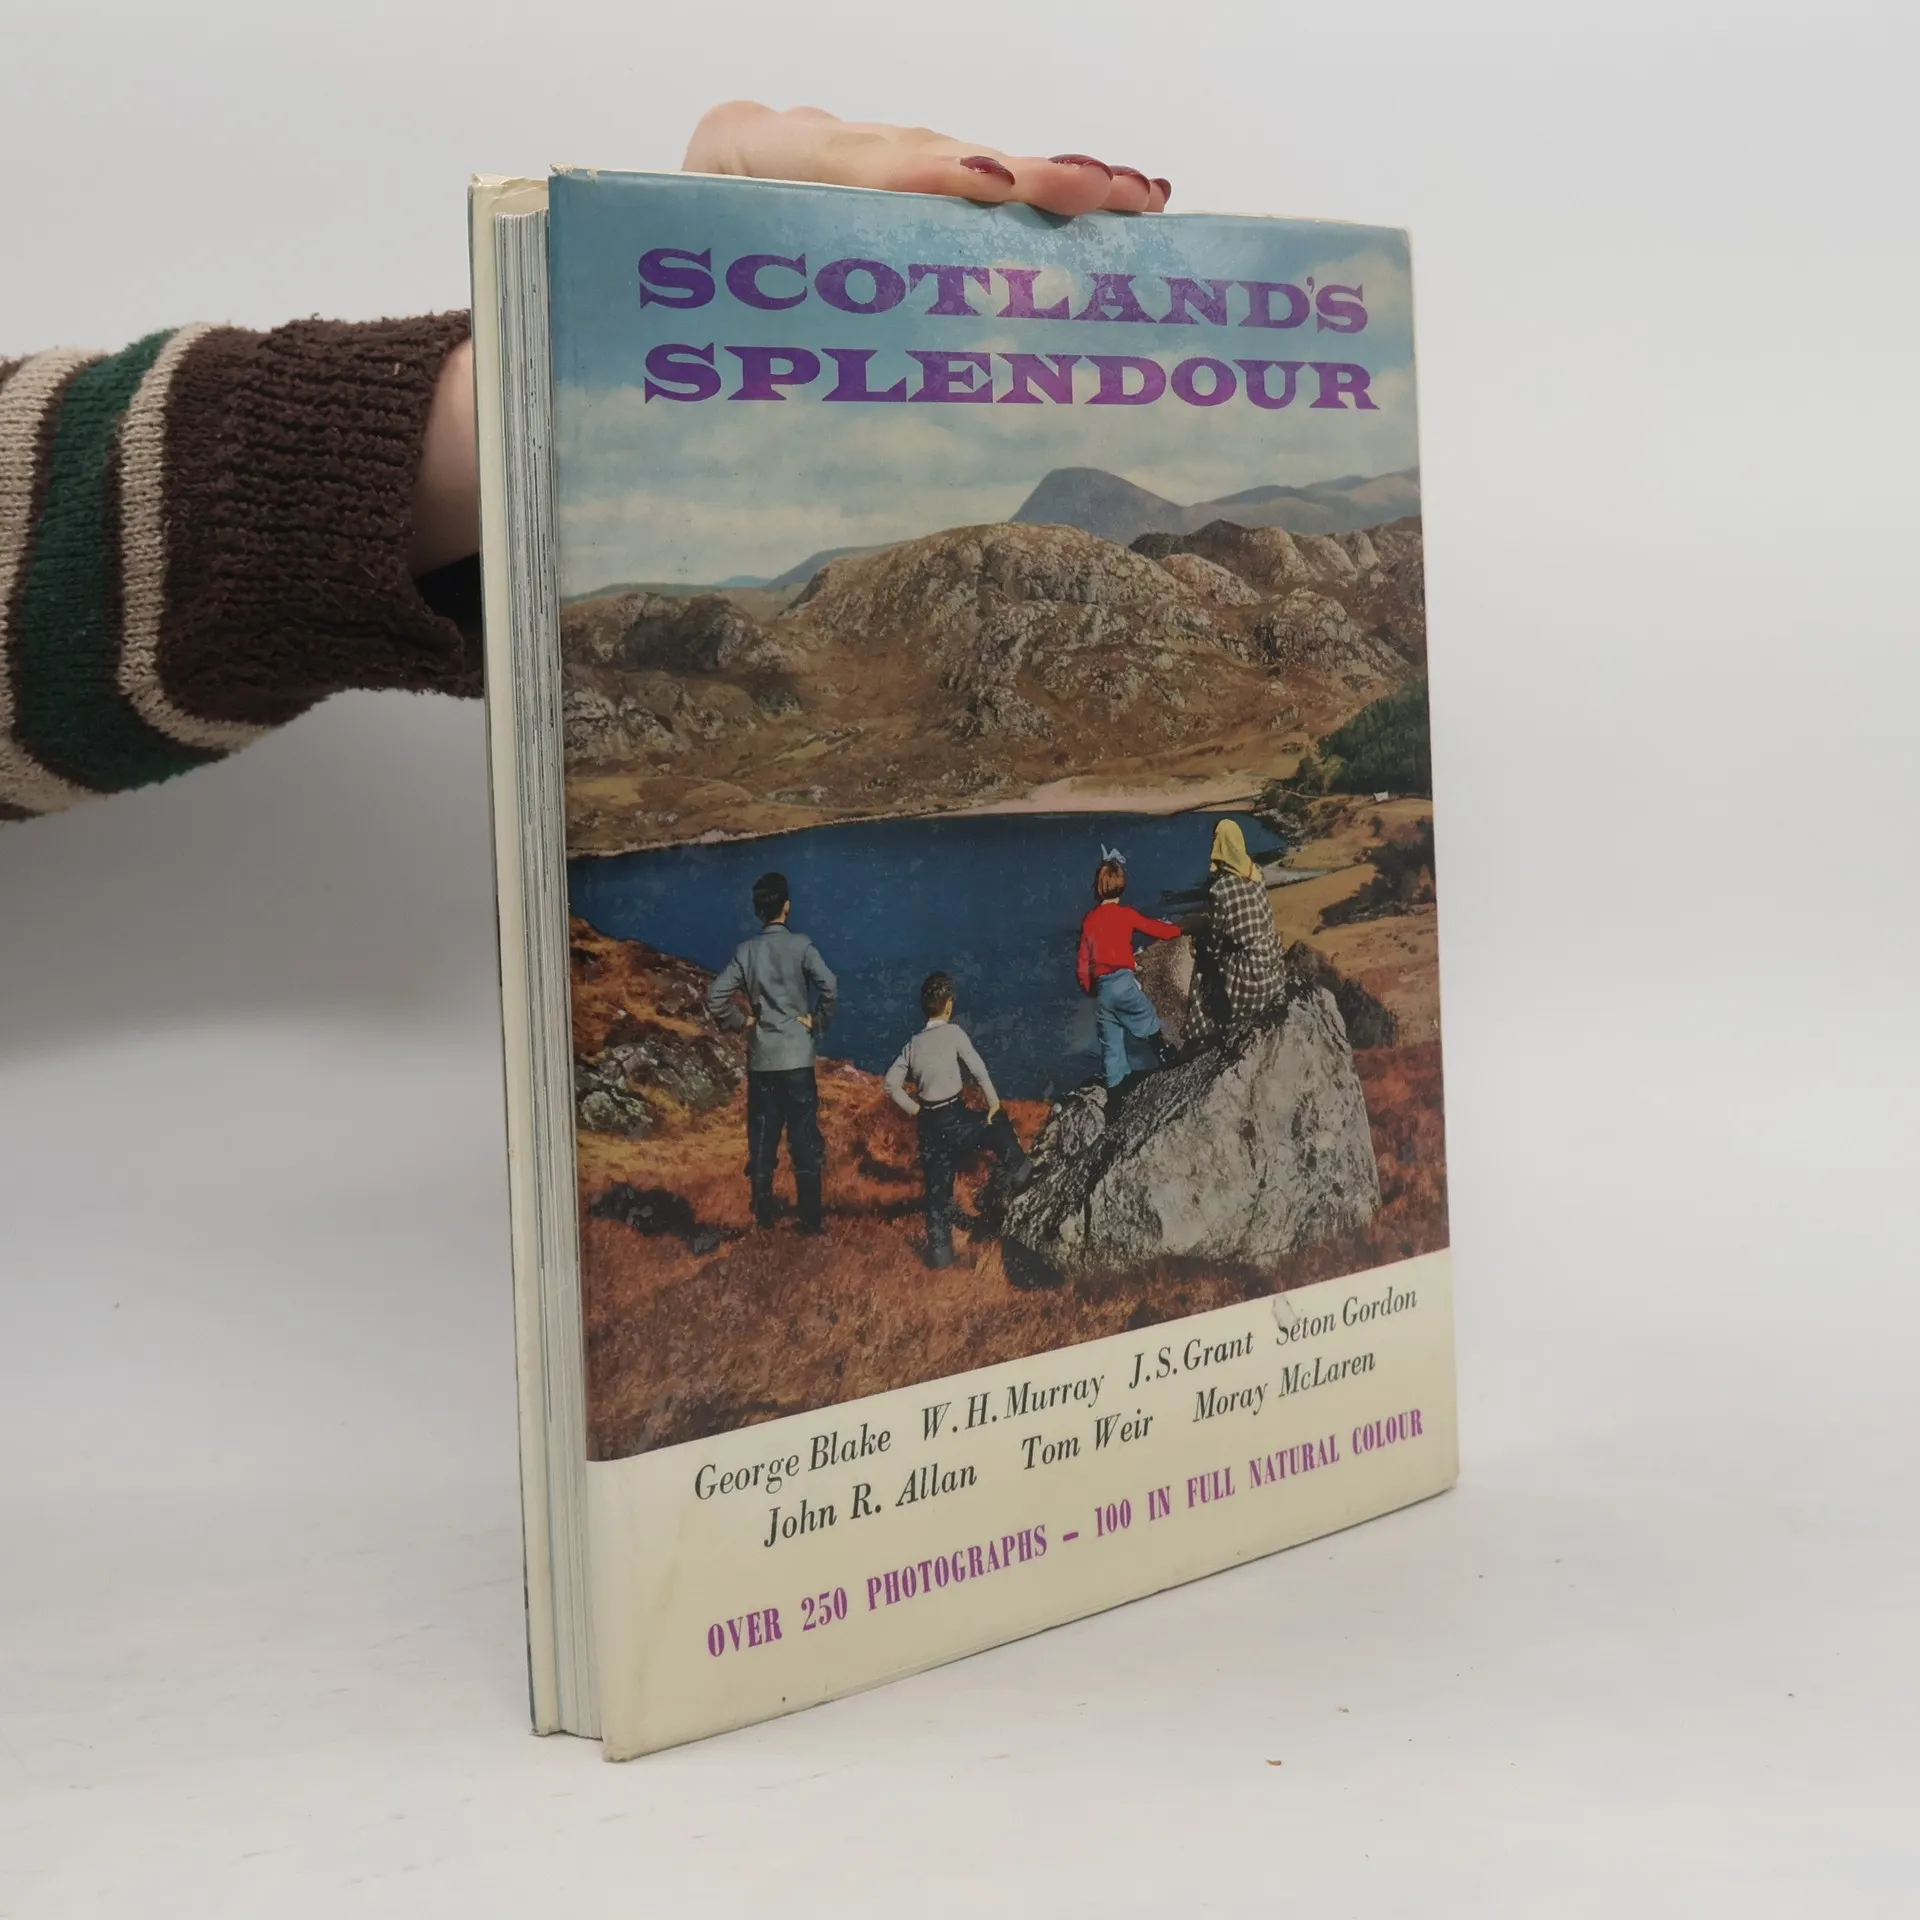 SCOTLAND'S
SPLENDOUR
George Blake W. H. Murray J. S. Grant Seton Gordon
John R. Allan Tom Weir Moray McLaren
OVER 250 PHOTOGRAPHS – 100 IN FULL NATURAL COLOUR